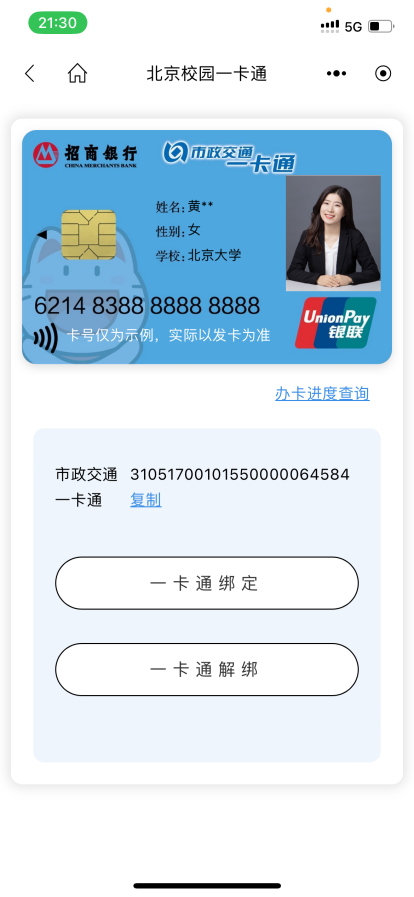 21:30
5G
北京校园一卡通
招商银行
CHINA MERCHANTS BANK
市政交通
一卡通
姓名:黄**
性别:女
学校:北京大学
6214 8388 8888 8888
卡号仅为示例，实际以发卡为准
UnionPay
银联
办卡进度查询
市政交通 31051700101550000064584
一卡通 复制
一卡通绑定
一卡通解绑